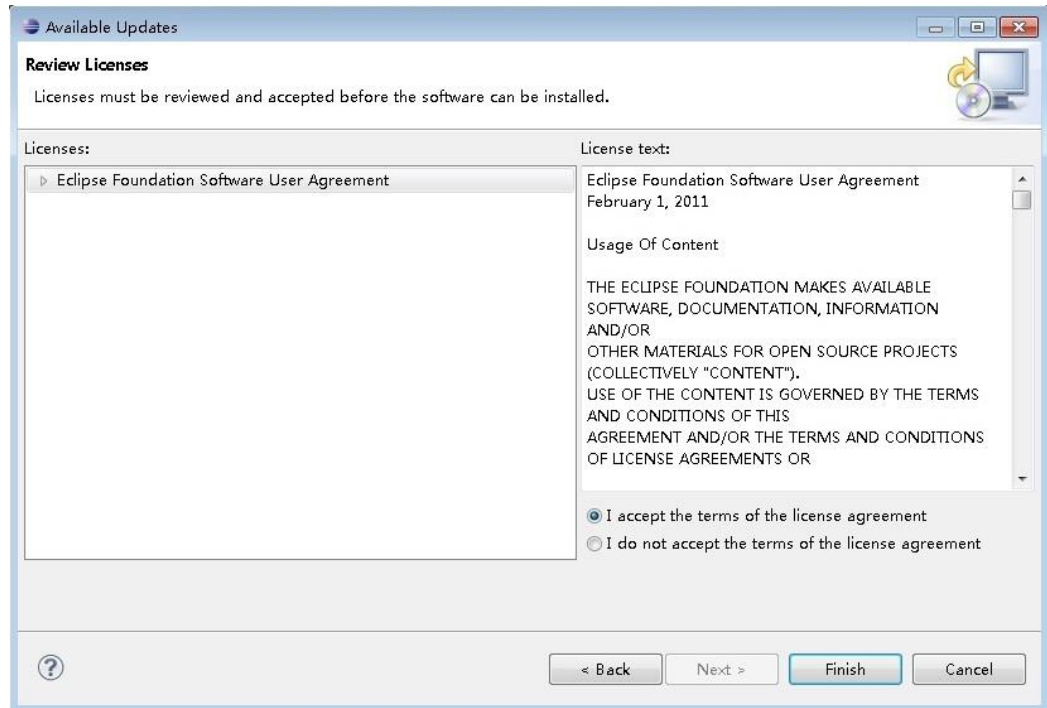 Available Updates
Review Licenses
Licenses must be reviewed and accepted before the software can be installed.
Licenses:
Eclipse Foundation Software User Agreement
License text:
Eclipse Foundation Software User Agreement
February 1, 2011
Usage Of Content
THE ECLIPSE FOUNDATION MAKES AVAILABLE
SOFTWARE, DOCUMENTATION, INFORMATION
AND/OR
OTHER MATERIALS FOR OPEN SOURCE PROJECTS
(COLLECTIVELY "CONTENT").
USE OF THE CONTENT IS GOVERNED BY THE TERMS
AND CONDITIONS OF THIS
AGREEMENT AND/OR THE TERMS AND CONDITIONS
OF LICENSE AGREEMENTS OR
I accept the terms of the license agreement
I do not accept the terms of the license agreement
?
< Back Next > Finish Cancel